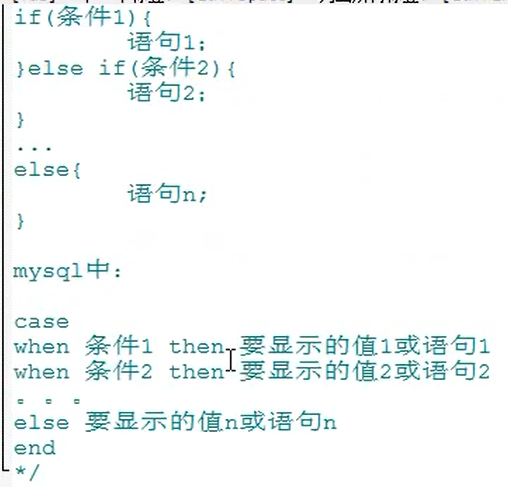 if(条件1){
语句1;
}else if(条件2){
语句2;
}
...
else{
语句n;
}
mysql中:
case
when 条件1 then 要显示的值1或语句1
when 条件2 then 要显示的值2或语句2
。。。
else 要显示的值n或语句n
end
*/